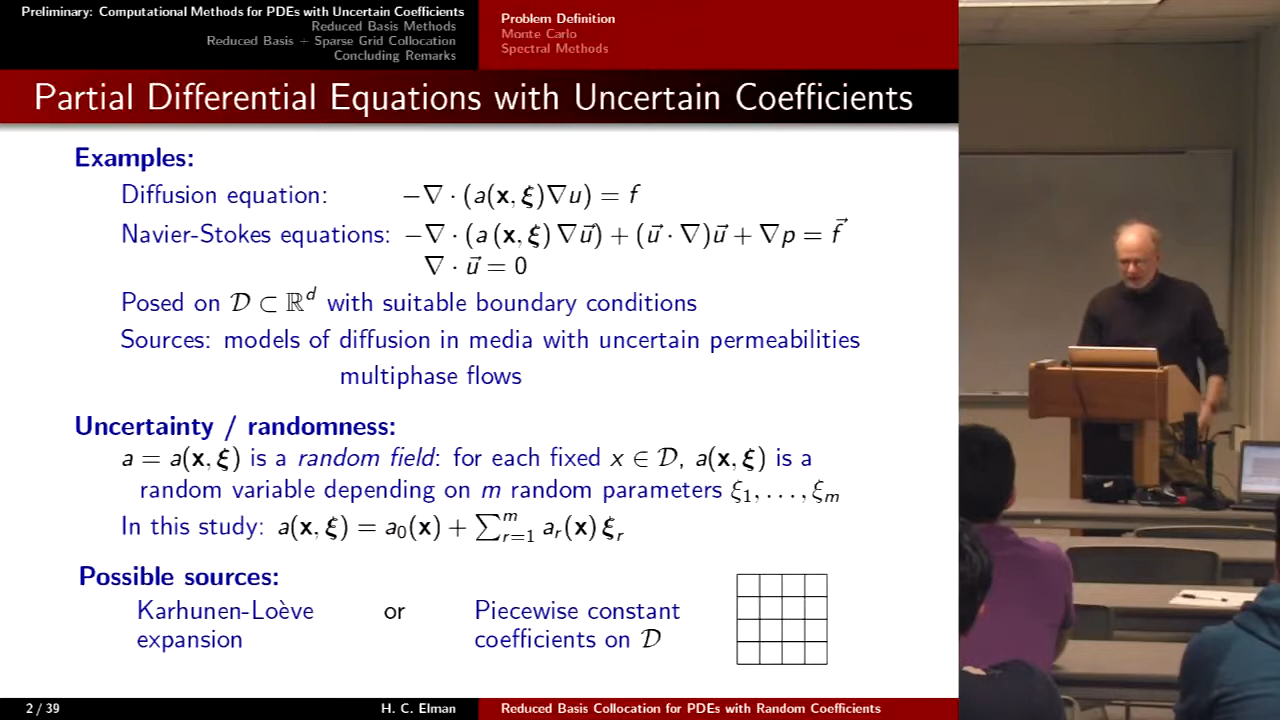 Preliminary: Computational Methods for PDEs with Uncertain Coefficients
Reduced Basis Methods
Reduced Basis + Sparse Grid Collocation
Concluding Remarks
Problem Definition
Monte Carlo
Spectral Methods
Partial Differential Equations with Uncertain Coefficients
Examples:
Diffusion equation: −∇ · (a(x, ξ)∇u) = f
Navier-Stokes equations: −∇ · (a (x, ξ) ∇u⃗) + (u⃗ · ∇)u⃗ + ∇p = f⃗
∇ · u⃗ = 0
Posed on 𝒟 ⊂ ℝ^d with suitable boundary conditions
Sources: models of diffusion in media with uncertain permeabilities
multiphase flows
Uncertainty / randomness:
a = a(x, ξ) is a random field: for each fixed x ∈ 𝒟, a(x, ξ) is a
random variable depending on m random parameters ξ₁, . . . , ξₘ
In this study: a(x, ξ) = a₀(x) + ∑_{r=1}^{m} a_r(x) ξ_r
Possible sources:
Karhunen-Loève or Piecewise constant
expansion coefficients on 𝒟
2 / 39 H. C. Elman Reduced Basis Collocation for PDEs with Random Coefficients